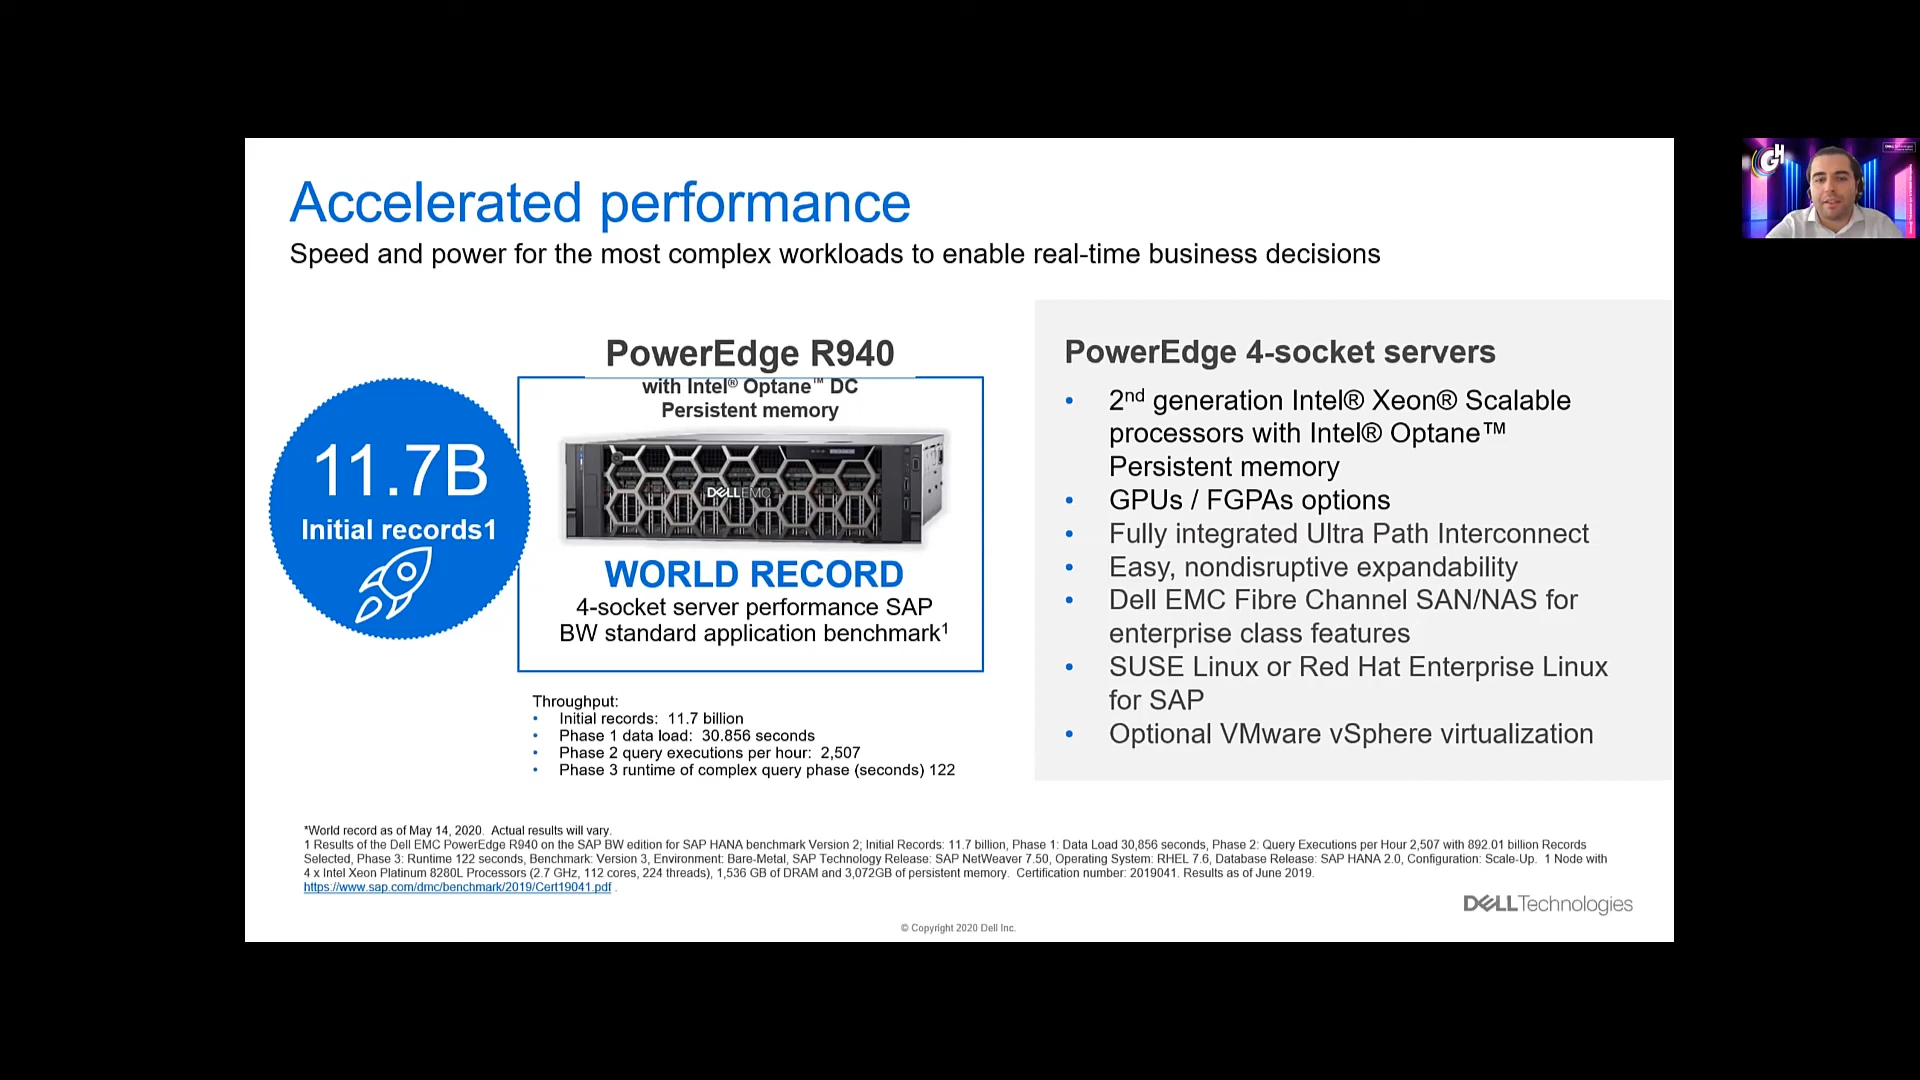 Accelerated performance
Speed and power for the most complex workloads to enable real-time business decisions
11.7B
Initial records1
PowerEdge R940
with Intel® Optane™ DC
Persistent memory
DELLEMC
WORLD RECORD
4-socket server performance SAP
BW standard application benchmark¹
Throughput:
• Initial records: 11.7 billion
• Phase 1 data load: 30.856 seconds
• Phase 2 query executions per hour: 2,507
• Phase 3 runtime of complex query phase (seconds) 122
PowerEdge 4-socket servers
• 2nd generation Intel® Xeon® Scalable
processors with Intel® Optane™
Persistent memory
• GPUs / FGPAs options
• Fully integrated Ultra Path Interconnect
• Easy, nondisruptive expandability
• Dell EMC Fibre Channel SAN/NAS for
enterprise class features
• SUSE Linux or Red Hat Enterprise Linux
for SAP
• Optional VMware vSphere virtualization
*World record as of May 14, 2020. Actual results will vary.
1 Results of the Dell EMC PowerEdge R940 on the SAP BW edition for SAP HANA benchmark Version 2; Initial Records: 11.7 billion, Phase 1: Data Load 30,856 seconds, Phase 2: Query Executions per Hour 2,507 with 892.01 billion Records
Selected, Phase 3: Runtime 122 seconds, Benchmark: Version 3, Environment: Bare-Metal, SAP Technology Release: SAP NetWeaver 7.50, Operating System: RHEL 7.6, Database Release: SAP HANA 2.0, Configuration: Scale-Up. 1 Node with
4 x Intel Xeon Platinum 8280L Processors (2.7 GHz, 112 cores, 224 threads), 1,536 GB of DRAM and 3,072GB of persistent memory. Certification number: 2019041. Results as of June 2019.
https://www.sap.com/dmc/benchmark/2019/Cert19041.pdf .
DELLTechnologies
© Copyright 2020 Dell Inc.
GH